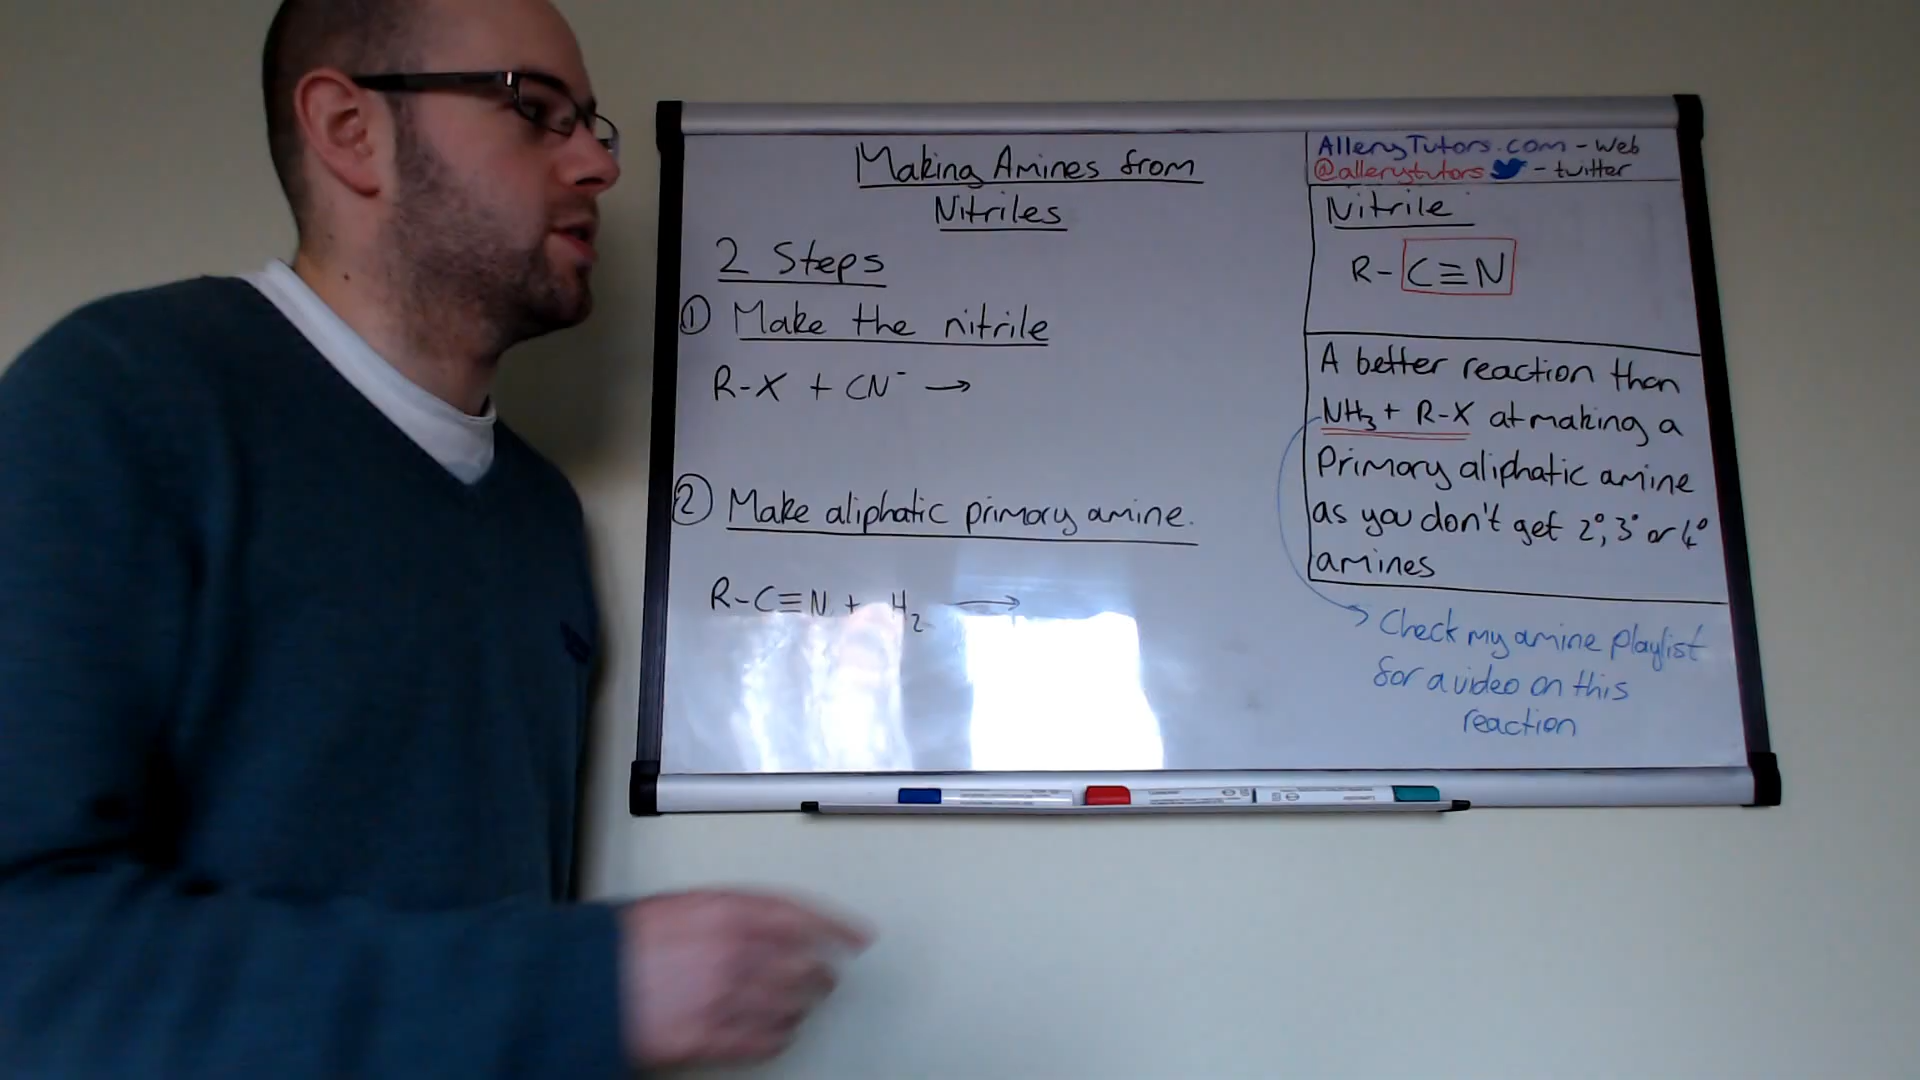 Making Amines from
Nitriles
2 Steps
① Make the nitrile
R-X + CN⁻ →
② Make aliphatic primary amine.
R-C≡N + H₂ →
AlleryTutors.com - web
@allerytutors - twitter
Nitrile
R-C≡N
A better reaction than
NH₃ + R-X at making a
Primary aliphatic amine
as you don't get 2°, 3° or 4°
amines
Check my amine playlist
for a video on this
reaction